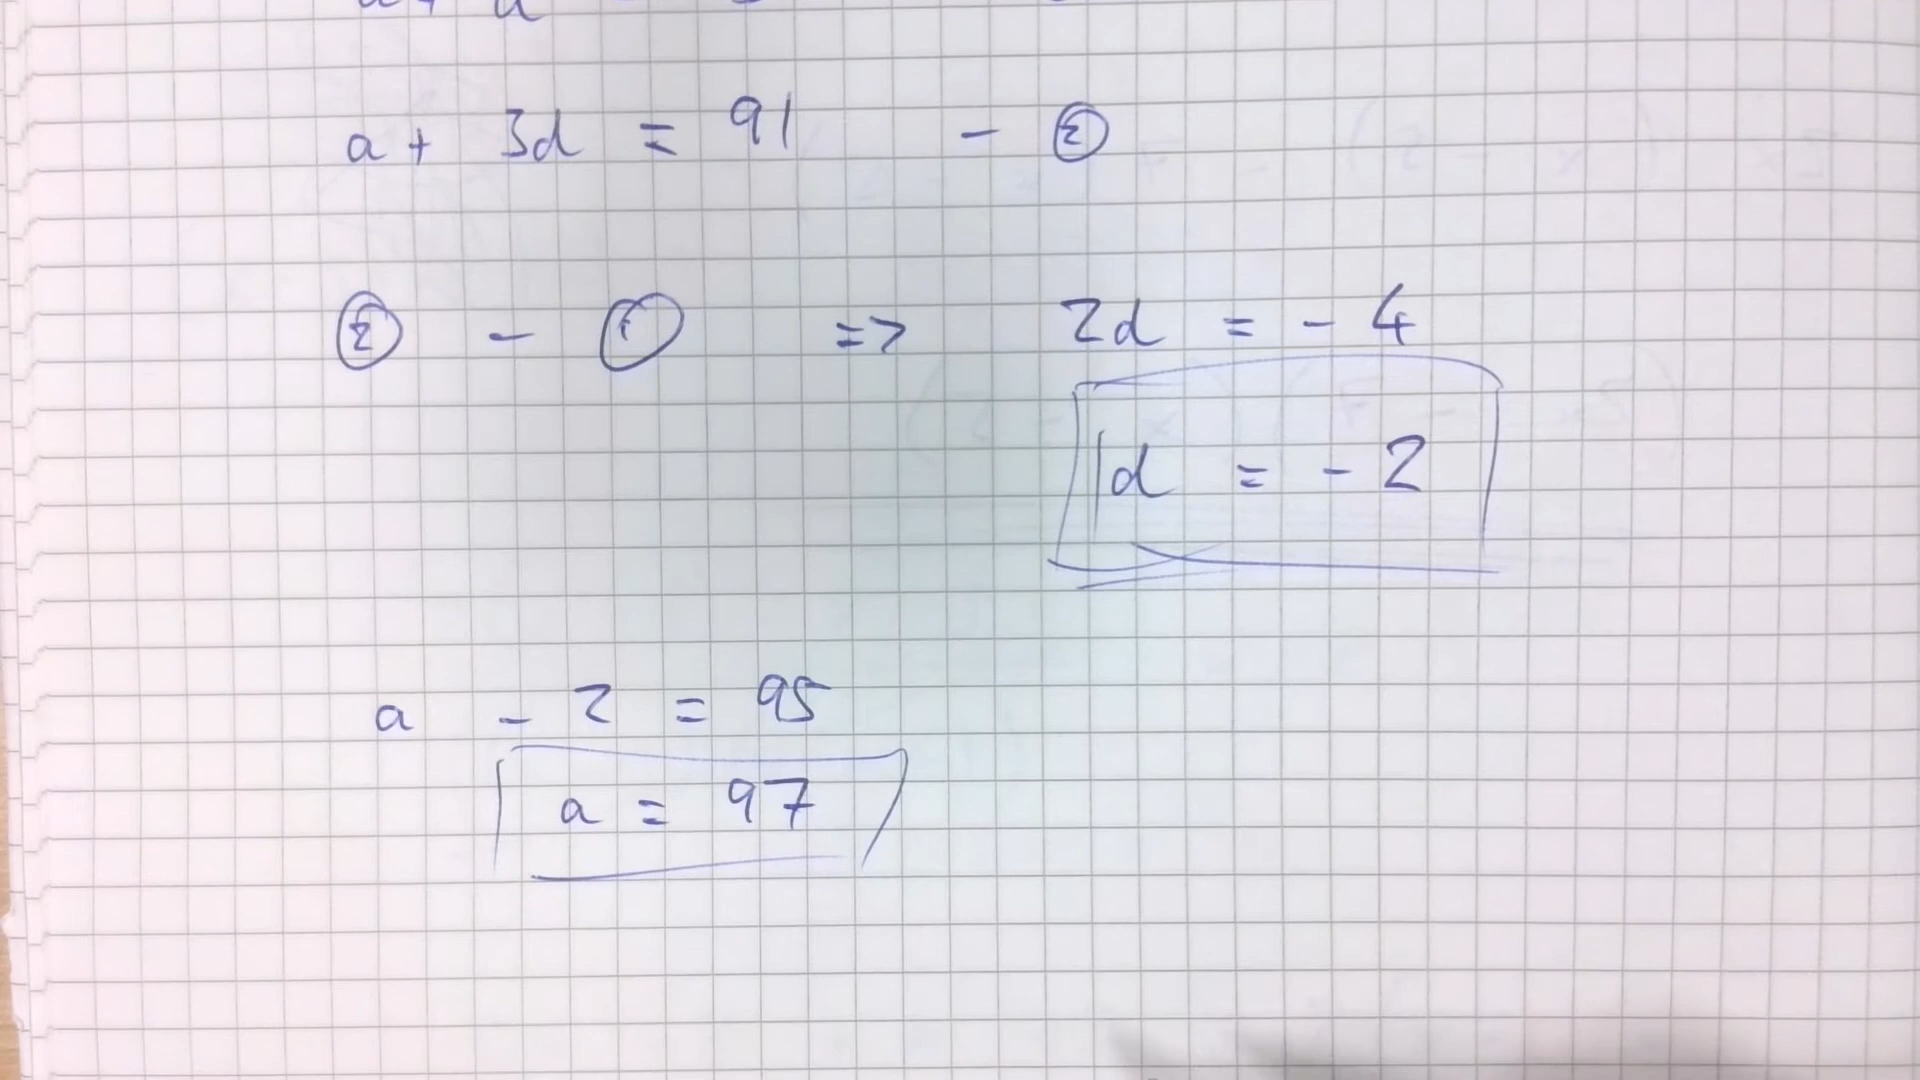 a + 3d = 91 - ②
② - ① => 2d = - 4
d = - 2
a - 2 = 95
a = 97